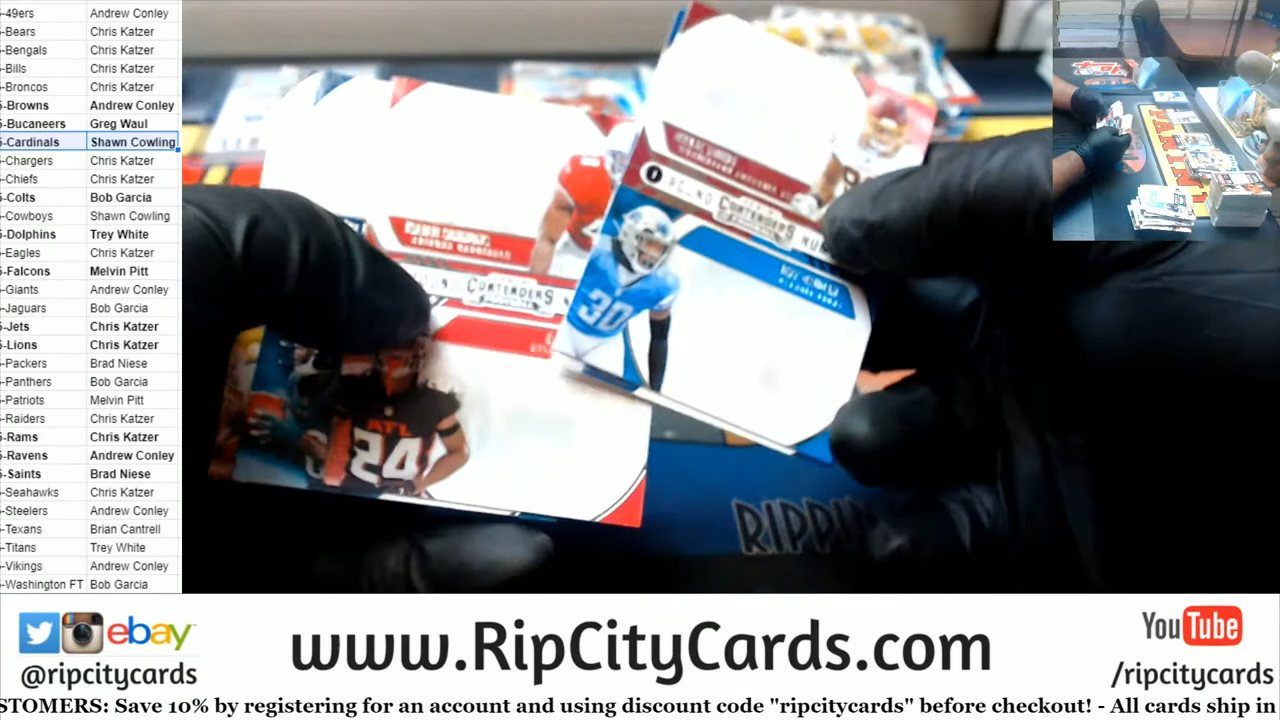 -49ers Andrew Conley
-Bears Chris Katzer
-Bengals Chris Katzer
-Bills Chris Katzer
-Broncos Chris Katzer
-Browns Andrew Conley
-Bucaneers Greg Waul
-Cardinals Shawn Cowling
-Chargers Chris Katzer
-Chiefs Chris Katzer
-Colts Bob Garcia
-Cowboys Shawn Cowling
-Dolphins Trey White
-Eagles Chris Katzer
-Falcons Melvin Pitt
-Giants Andrew Conley
-Jaguars Bob Garcia
-Jets Chris Katzer
-Lions Chris Katzer
-Packers Brad Niese
-Panthers Bob Garcia
-Patriots Melvin Pitt
-Raiders Chris Katzer
-Rams Chris Katzer
-Ravens Andrew Conley
-Saints Brad Niese
-Seahawks Chris Katzer
-Steelers Andrew Conley
-Texans Brian Cantrell
-Titans Trey White
-Vikings Andrew Conley
-Washington FT Bob Garcia
ROUND CONTENDERS
30
CONTENDERS
ATL
24
RIPPIN
PANINI
ebay
@ripcitycards
www.RipCityCards.com
YouTube
/ripcitycards
STOMERS: Save 10% by registering for an account and using discount code "ripcitycards" before checkout! - All cards ship in